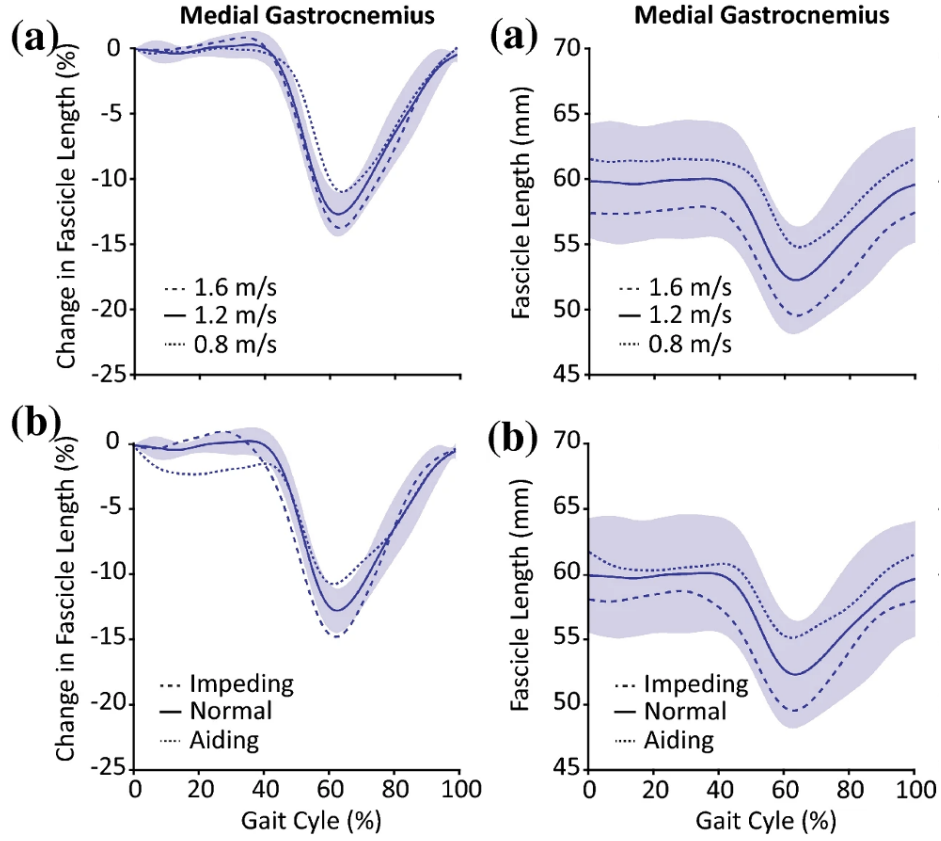 Medial Gastrocnemius
(a)
Change in Fascicle Length (%)
0
-5
-10
-15
-20
-25
1.6 m/s
1.2 m/s
0.8 m/s
Medial Gastrocnemius
(a)
Fascicle Length (mm)
70
65
60
55
50
45
1.6 m/s
1.2 m/s
0.8 m/s
(b)
Change in Fascicle Length (%)
0
-5
-10
-15
-20
-25
Impeding
Normal
Aiding
0 20 40 60 80 100
Gait Cyle (%)
(b)
Fascicle Length (mm)
70
65
60
55
50
45
Impeding
Normal
Aiding
0 20 40 60 80 100
Gait Cyle (%)